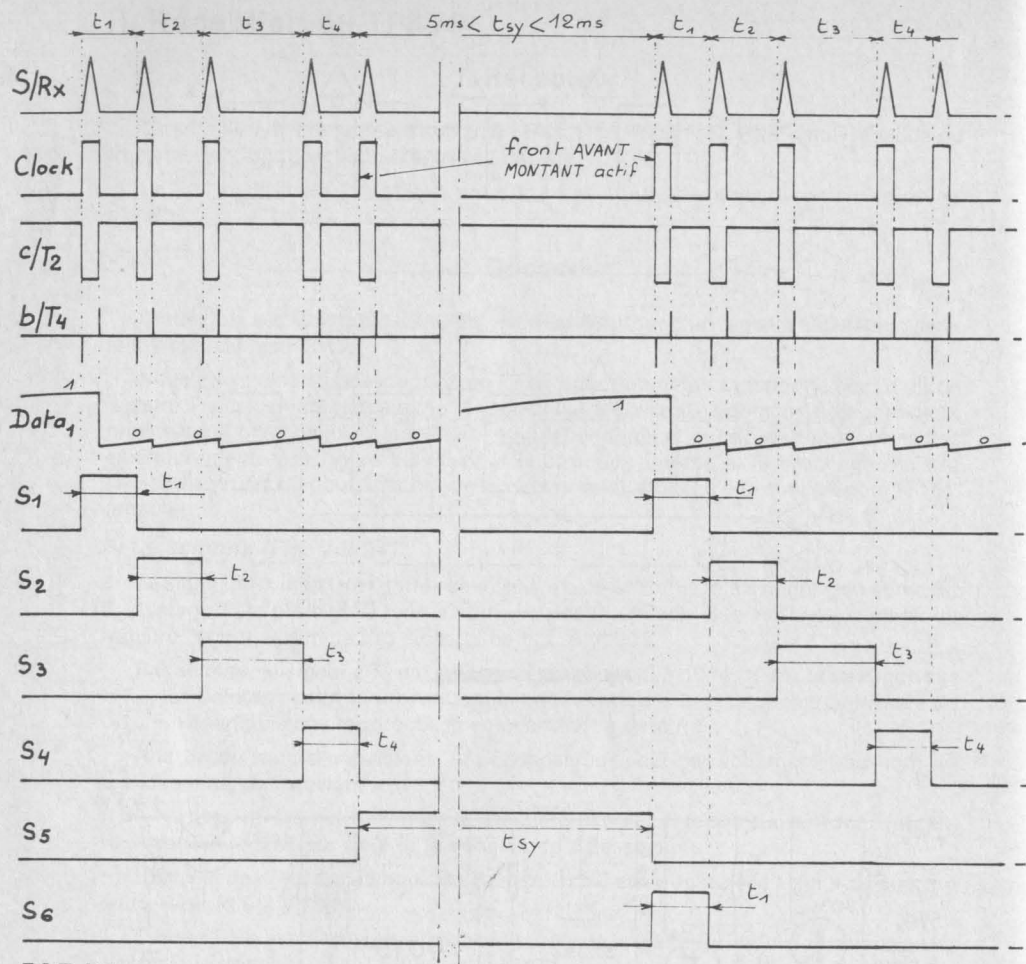 t1 t2 t3 t4 5ms < tsy < 12ms t1 t2 t3 t4
S/Rx
Clock
front AVANT
MONTANT actif
c/T2
b/T4
1
Data1
1
0 0 0 0 0 0 0 0 0 0
S1 t1 t1
S2 t2 t2
S3 t3 t3
S4 t4 t4
S5 tsy
S6 t1